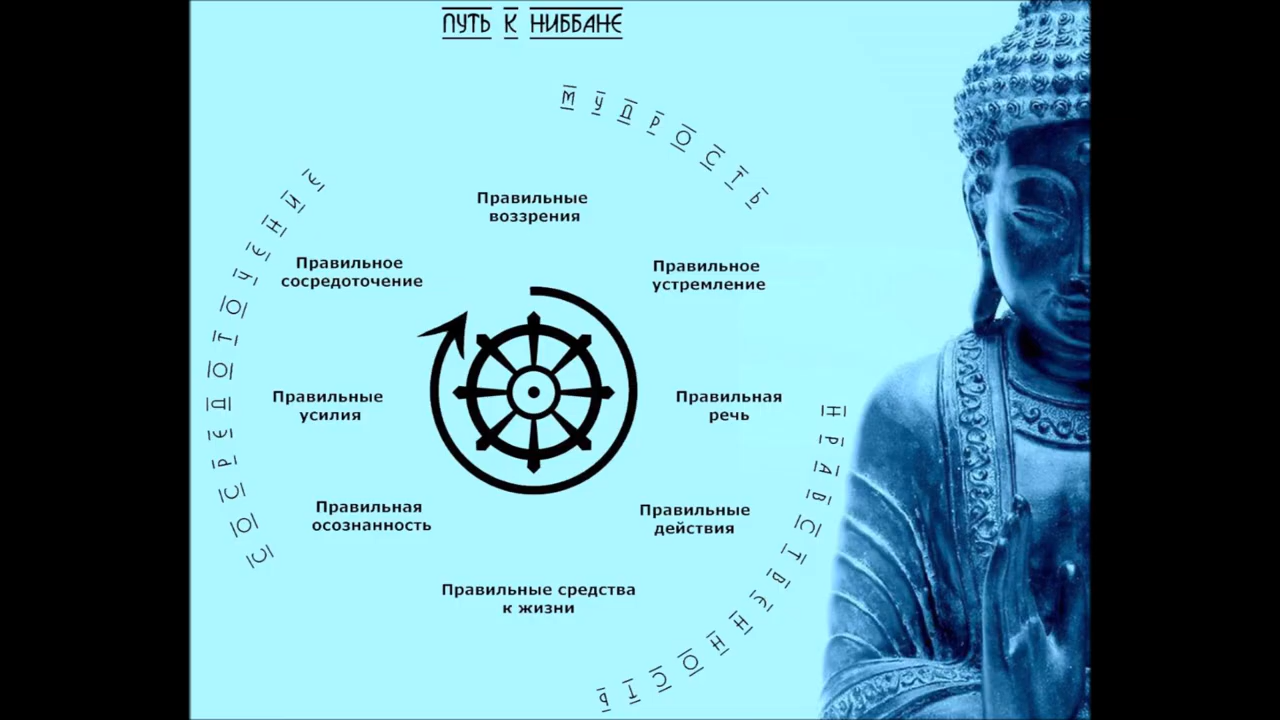 ПУТЬ К НИББАНЕ
МУДРОСТЬ
Правильные
воззрения
Правильное
устремление
Правильная
речь
НРАВСТВЕННОСТЬ
Правильные
действия
Правильные средства
к жизни
Правильная
осознанность
Правильные
усилия
Правильное
сосредоточение
СОСРЕДОТОЧЕНИЕ